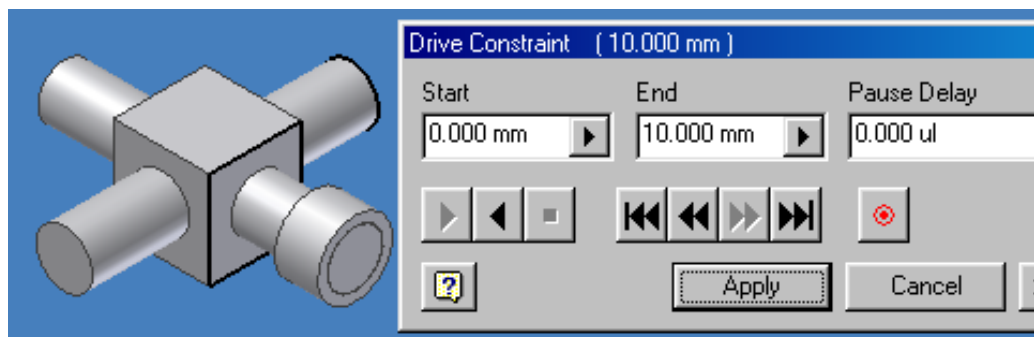 Drive Constraint ( 10.000 mm )
Start End Pause Delay
0.000 mm 10.000 mm 0.000 ul
? Apply Cancel